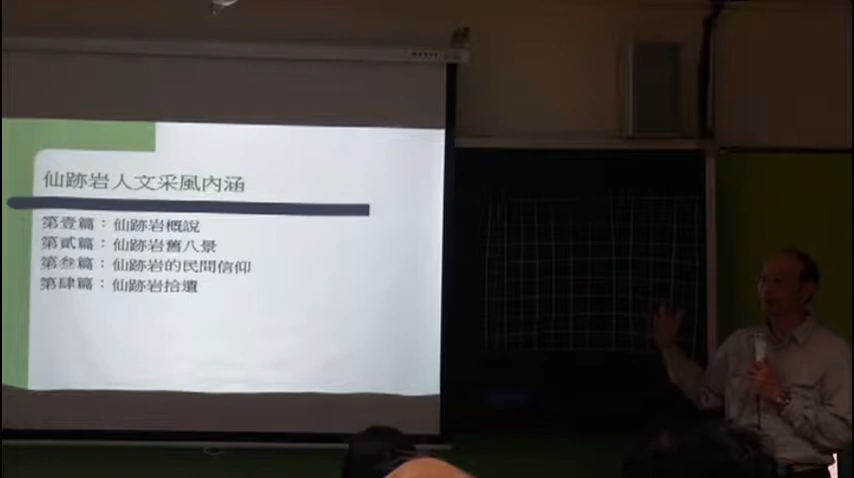 仙跡岩人文采風內涵
第壹篇：仙跡岩概說
第貳篇：仙跡岩舊八景
第叁篇：仙跡岩的民間信仰
第肆篇：仙跡岩拾遺